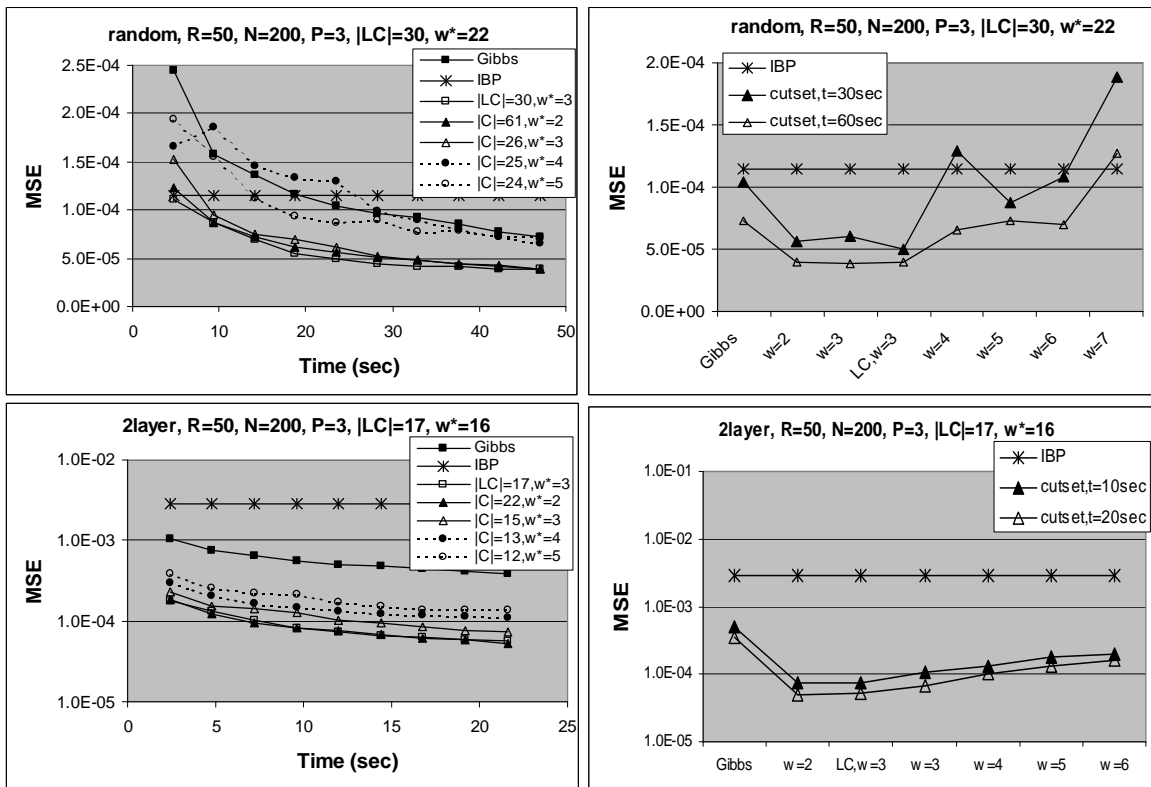 random, R=50, N=200, P=3, |LC|=30, w*=22
2.5E-04
2.0E-04
1.5E-04
1.0E-04
5.0E-05
0.0E+00
MSE
0
10
20
30
40
50
Time (sec)
Gibbs
IBP
|LC|=30,w*=3
|C|=61,w*=2
|C|=26,w*=3
|C|=25,w*=4
|C|=24,w*=5
random, R=50, N=200, P=3, |LC|=30, w*=22
2.0E-04
1.5E-04
1.0E-04
5.0E-05
0.0E+00
MSE
IBP
cutset,t=30sec
cutset,t=60sec
Gibbs
w=2
w=3
LC,w=3
w=4
w=5
w=6
w=7
2layer, R=50, N=200, P=3, |LC|=17, w*=16
1.0E-02
1.0E-03
1.0E-04
1.0E-05
MSE
0
5
10
15
20
25
Time (sec)
Gibbs
IBP
|LC|=17,w*=3
|C|=22,w*=2
|C|=15,w*=3
|C|=13,w*=4
|C|=12,w*=5
2layer, R=50, N=200, P=3, |LC|=17, w*=16
1.0E-01
1.0E-02
1.0E-03
1.0E-04
1.0E-05
MSE
IBP
cutset,t=10sec
cutset,t=20sec
Gibbs
w=2
LC,w=3
w=3
w=4
w=5
w=6